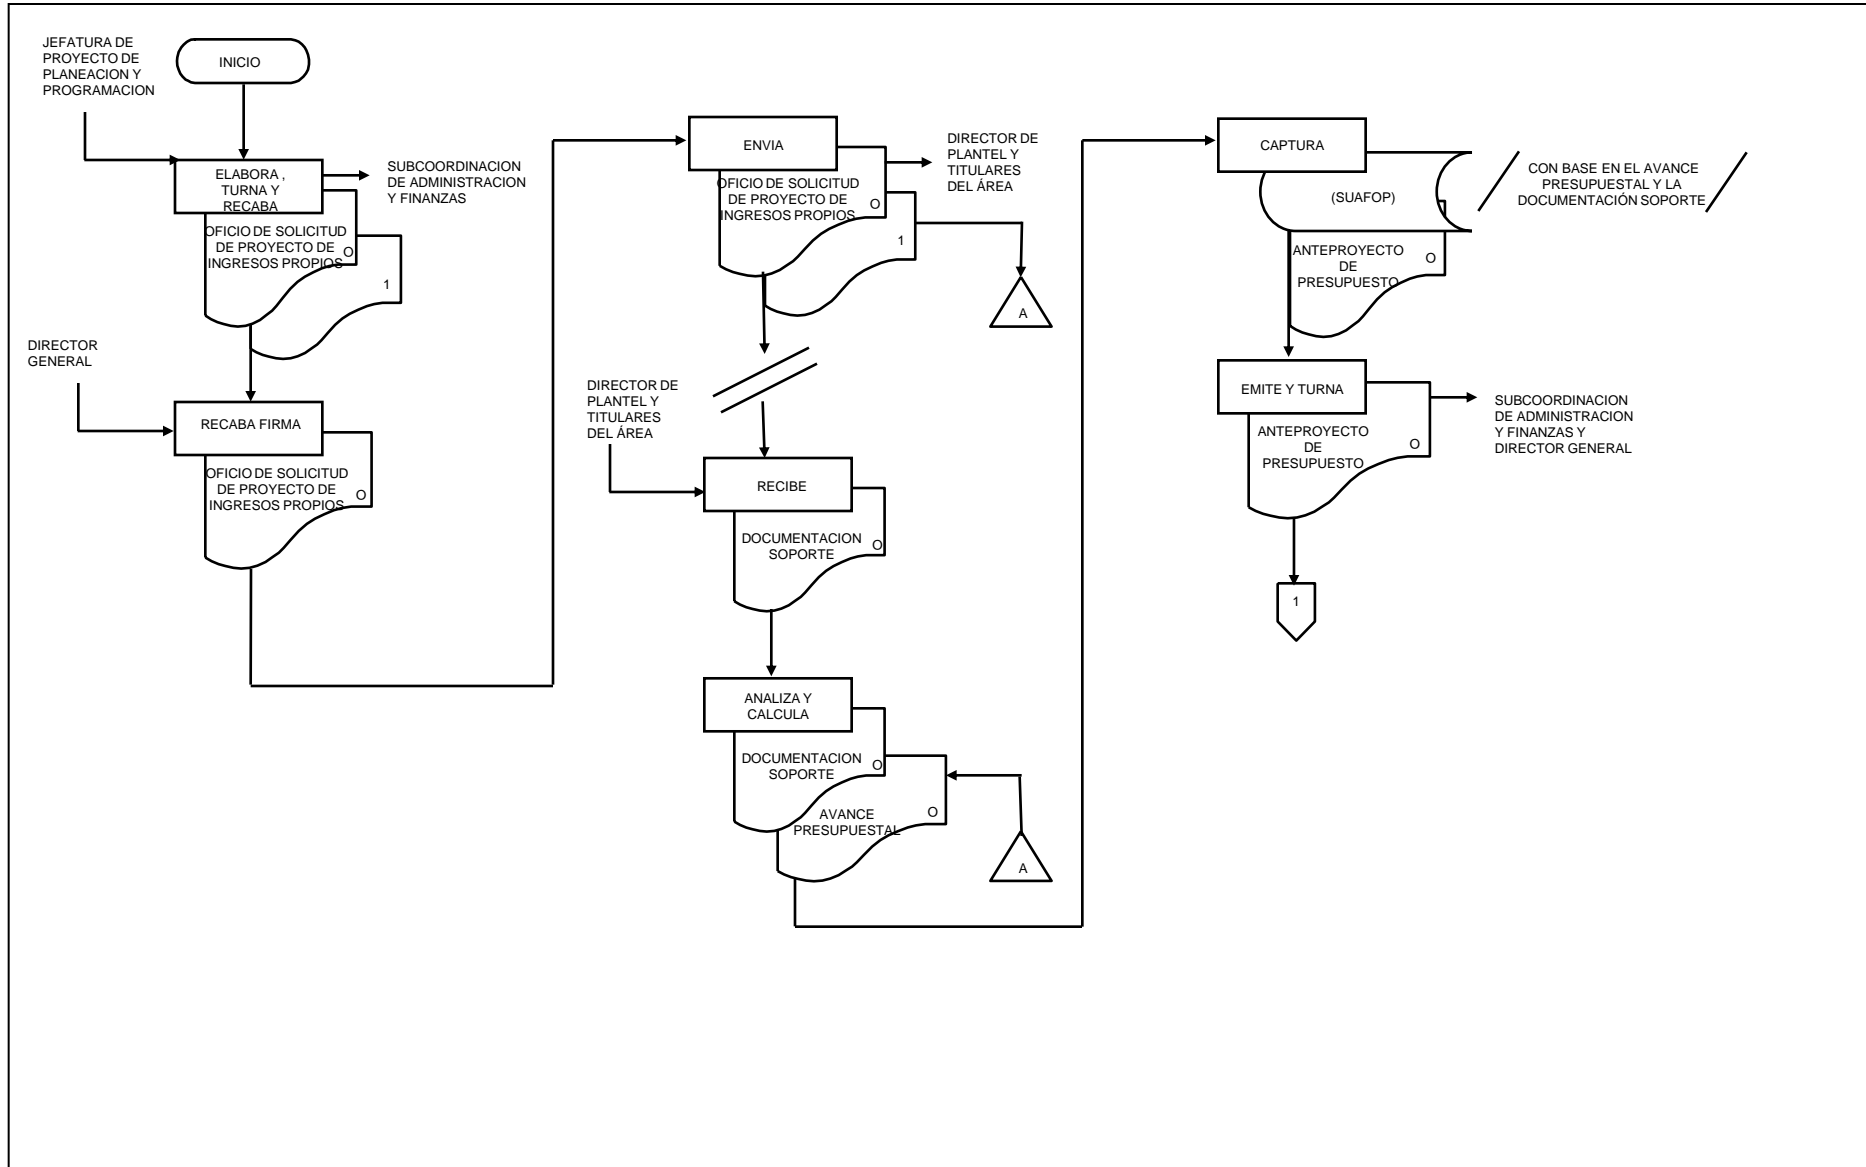 JEFATURA DE
PROYECTO DE
PLANEACION Y
PROGRAMACION
INICIO
ELABORA ,
TURNA Y
RECABA
SUBCOORDINACION
DE ADMINISTRACION
Y FINANZAS
OFICIO DE SOLICITUD
DE PROYECTO DE
INGRESOS PROPIOS
O
1
DIRECTOR
GENERAL
RECABA FIRMA
OFICIO DE SOLICITUD
DE PROYECTO DE
INGRESOS PROPIOS
O
ENVIA
DIRECTOR DE
PLANTEL Y
TITULARES
DEL ÁREA
OFICIO DE SOLICITUD
DE PROYECTO DE
INGRESOS PROPIOS
O
1
A
DIRECTOR DE
PLANTEL Y
TITULARES
DEL ÁREA
RECIBE
DOCUMENTACION
SOPORTE
O
ANALIZA Y
CALCULA
DOCUMENTACION
SOPORTE
O
AVANCE
PRESUPUESTAL
O
A
CAPTURA
(SUAFOP)
CON BASE EN EL AVANCE
PRESUPUESTAL Y LA
DOCUMENTACIÓN SOPORTE
ANTEPROYECTO
DE
PRESUPUESTO
O
EMITE Y TURNA
SUBCOORDINACION
DE ADMINISTRACION
Y FINANZAS Y
DIRECTOR GENERAL
ANTEPROYECTO
DE
PRESUPUESTO
O
1